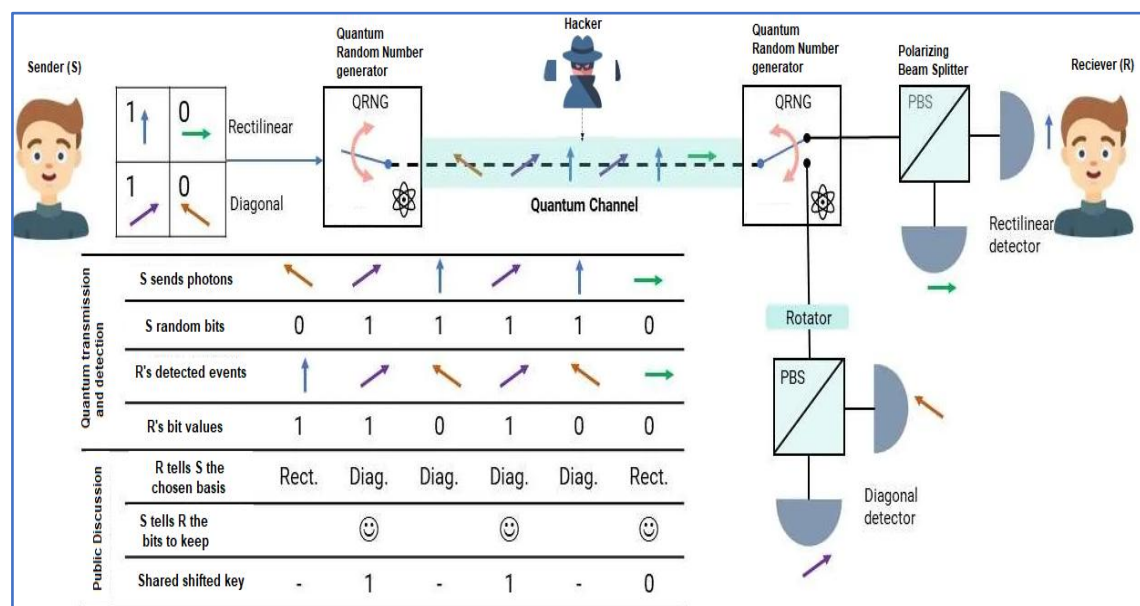 Sender (S)
1
0
Rectilinear
1
0
Diagonal
Quantum
Random Number
generator
QRNG
Hacker
Quantum Channel
Quantum
Random Number
generator
QRNG
Polarizing
Beam Splitter
PBS
Reciever (R)
Rectilinear
detector
Rotator
PBS
Diagonal
detector
Quantum transmission
and detection
S sends photons
S random bits 0 1 1 1 1 0
R's detected events
R's bit values 1 1 0 1 0 0
Public Discussion
R tells S the
chosen basis Rect. Diag. Diag. Diag. Diag. Rect.
S tells R the
bits to keep
Shared shifted key - 1 - 1 - 0